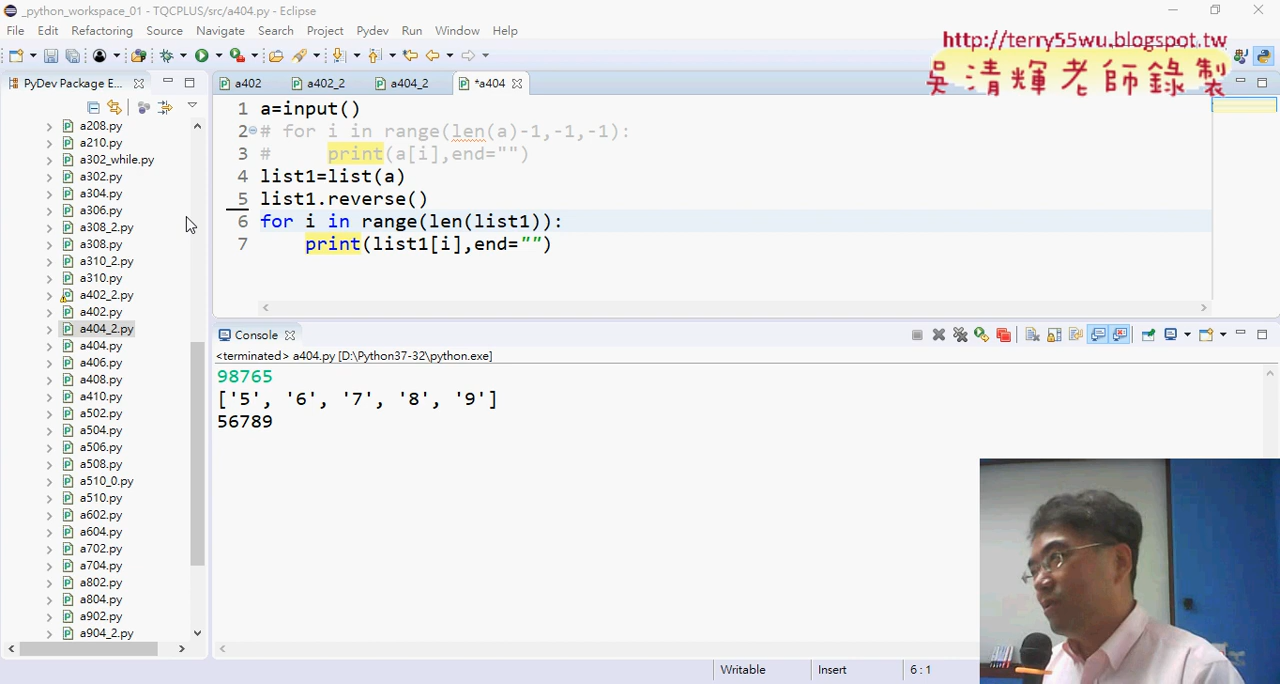 _python_workspace_01 - TQCPLUS/src/a404.py - Eclipse
File Edit Refactoring Source Navigate Search Project Pydev Run Window Help
http://terry55wu.blogspot.tw
吳清輝老師錄製
PyDev Package E...
a402 a402_2 a404_2 *a404
a208.py
a210.py
a302_while.py
a302.py
a304.py
a306.py
a308_2.py
a308.py
a310_2.py
a310.py
a402_2.py
a402.py
a404_2.py
a404.py
a406.py
a408.py
a410.py
a502.py
a504.py
a506.py
a508.py
a510_0.py
a510.py
a602.py
a604.py
a702.py
a704.py
a802.py
a804.py
a902.py
a904_2.py
1 a=input()
2 # for i in range(len(a)-1,-1,-1):
3 #     print(a[i],end="")
4 list1=list(a)
5 list1.reverse()
6 for i in range(len(list1)):
7     print(list1[i],end="")
Console
<terminated> a404.py [D:\Python37-32\python.exe]
98765
['5', '6', '7', '8', '9']
56789
Writable Insert 6 : 1